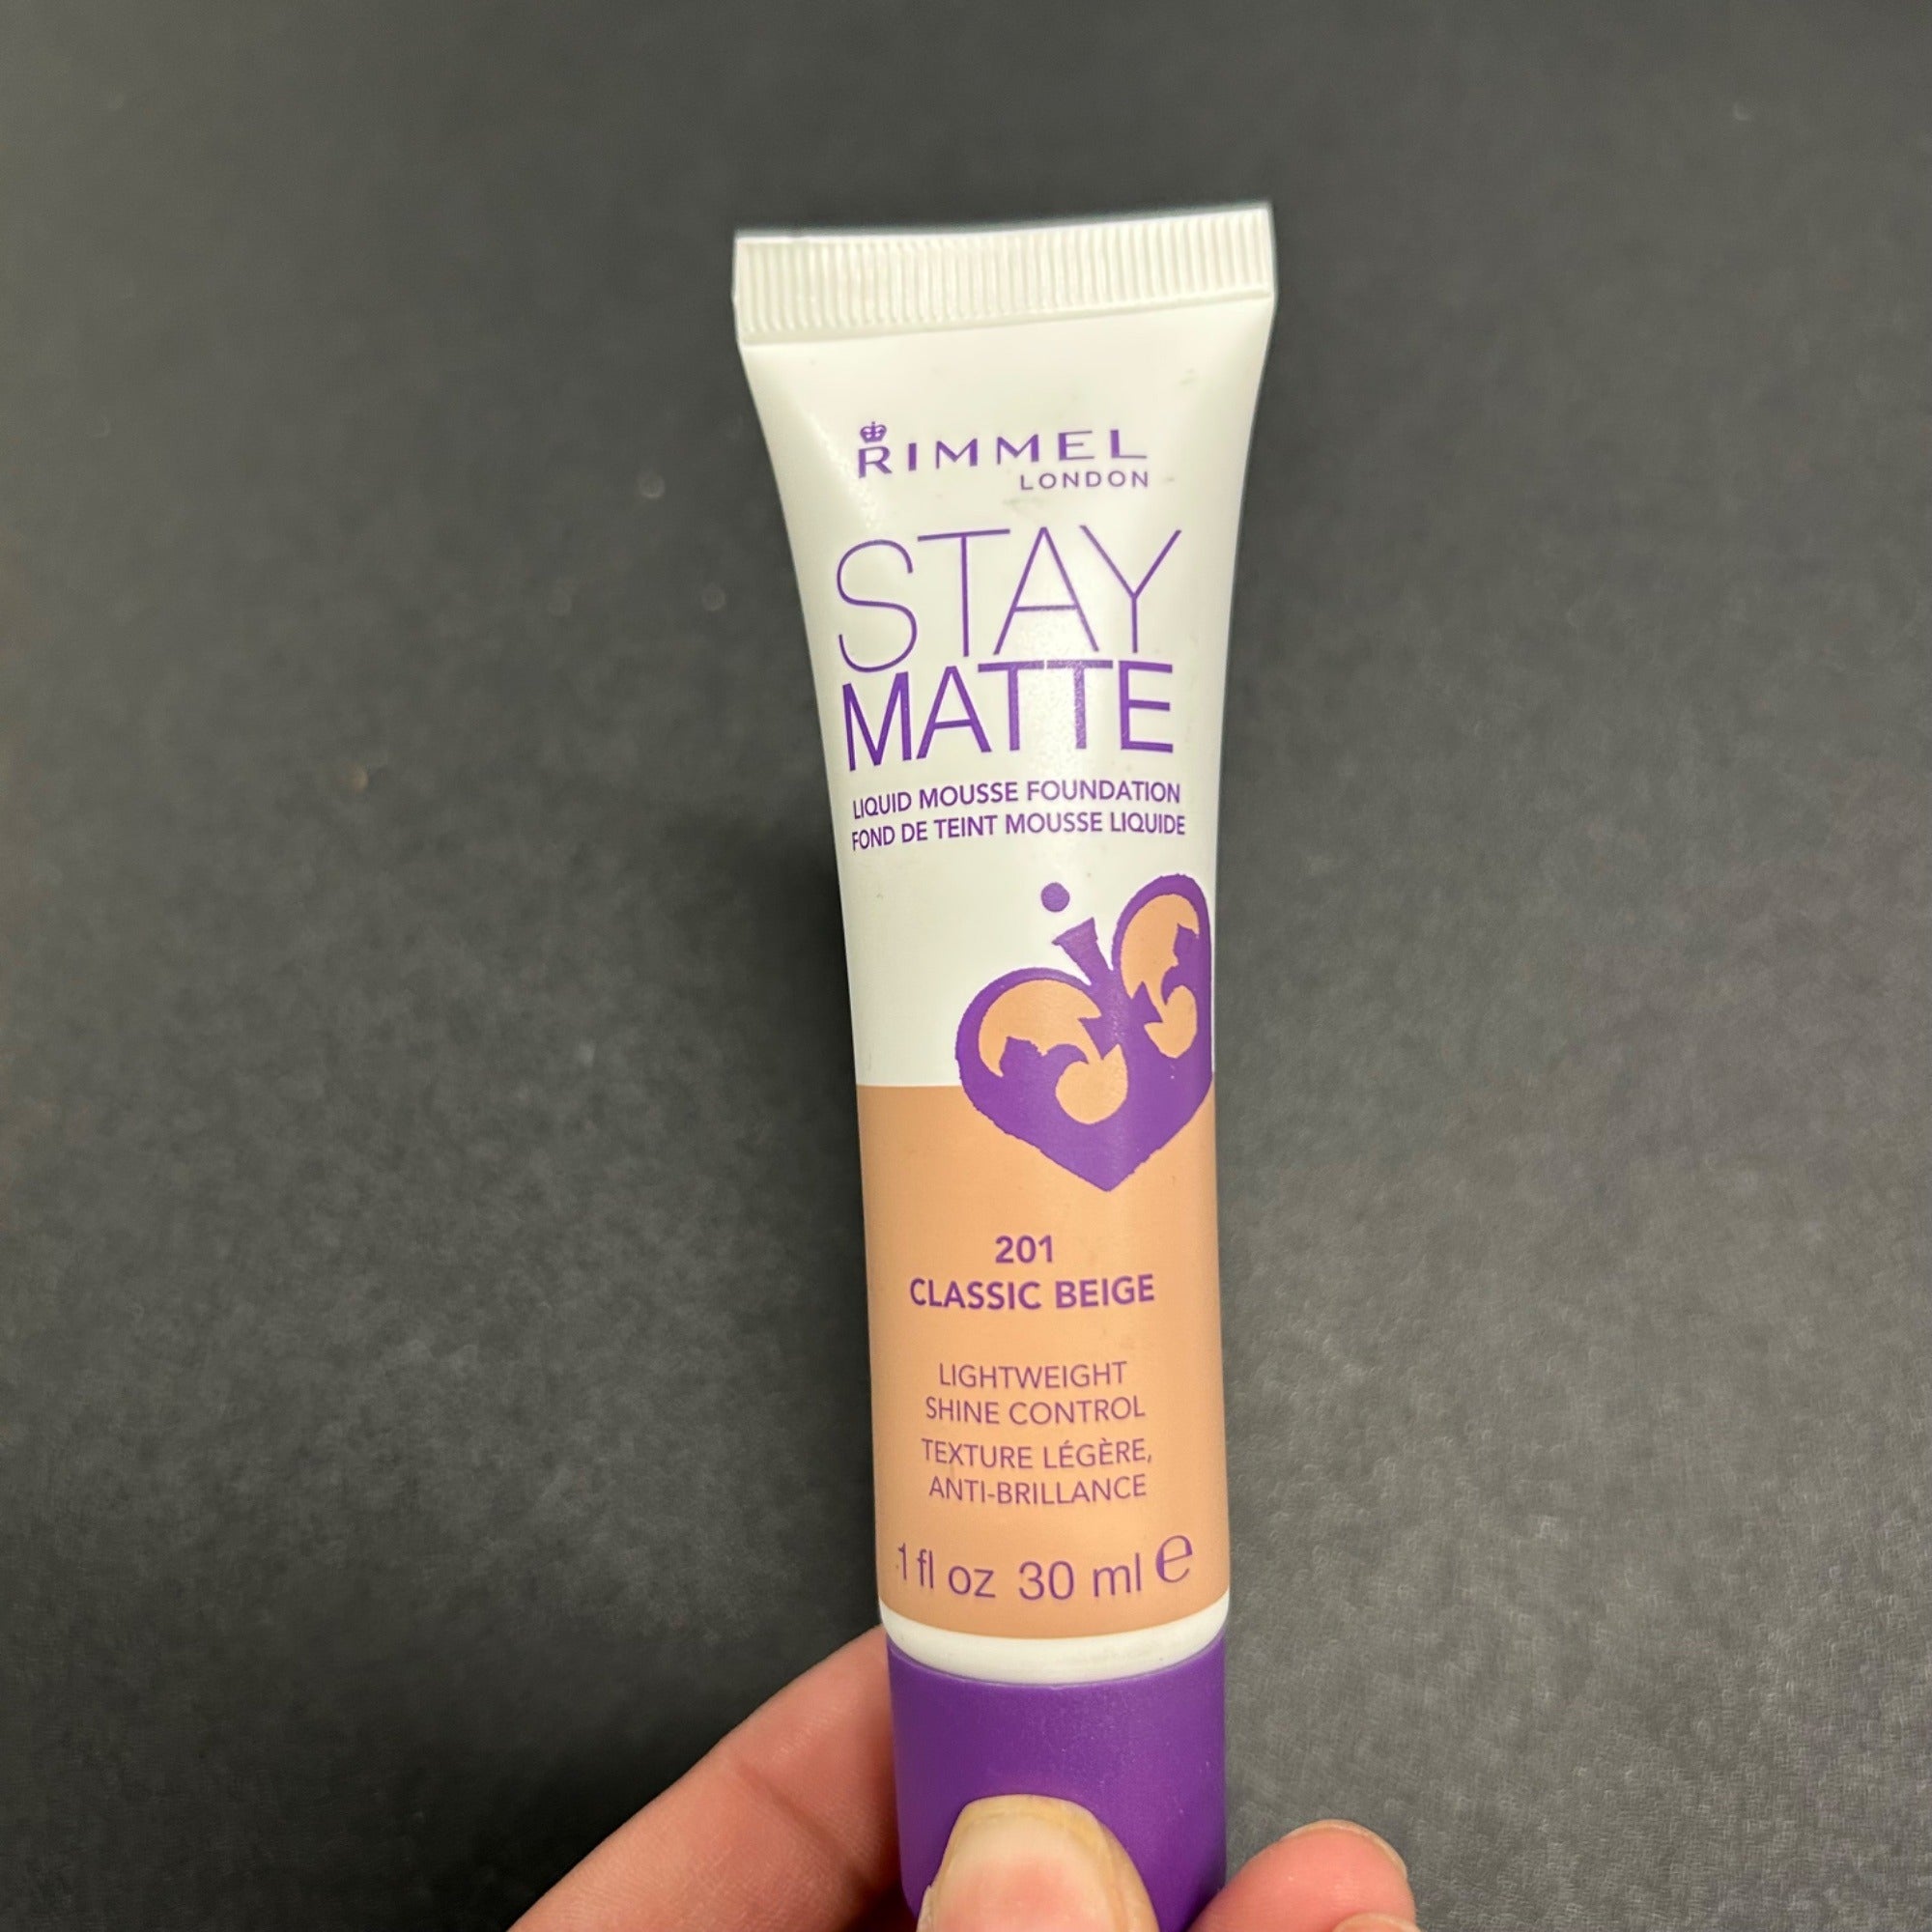 RIMMEL
LONDON
STAY
MATTE
LIQUID MOUSSE FOUNDATION
FOND DE TEINT MOUSSE LIQUIDE
201
CLASSIC BEIGE
LIGHTWEIGHT
SHINE CONTROL
TEXTURE LÉGÈRE,
ANTI-BRILLANCE
1 fl oz 30 ml e